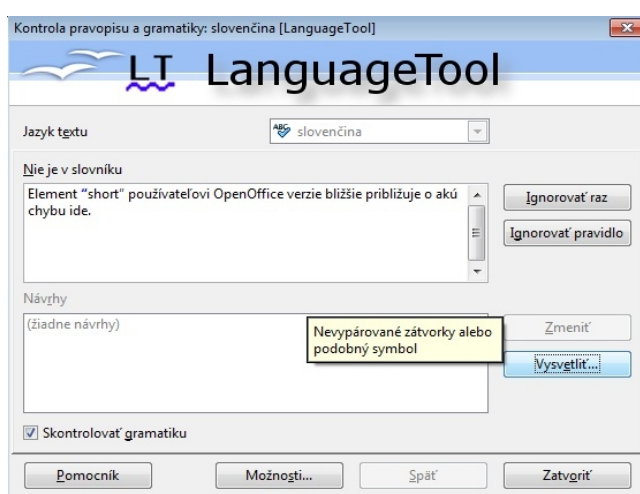 Kontrola pravopisu a gramatiky: slovenčina [LanguageTool]
LT LanguageTool
Jazyk textu
ABC slovenčina
Nie je v slovníku
Element “short" používateľovi OpenOffice verzie bližšie približuje o akú
chybu ide.
Ignorovať raz
Ignorovať pravidlo
Návrhy
(žiadne návrhy)
Nevypárované zátvorky alebo
podobný symbol
Zmeniť
Vysvetliť...
Skontrolovať gramatiku
Pomocník
Možnosti...
Späť
Zatvoriť